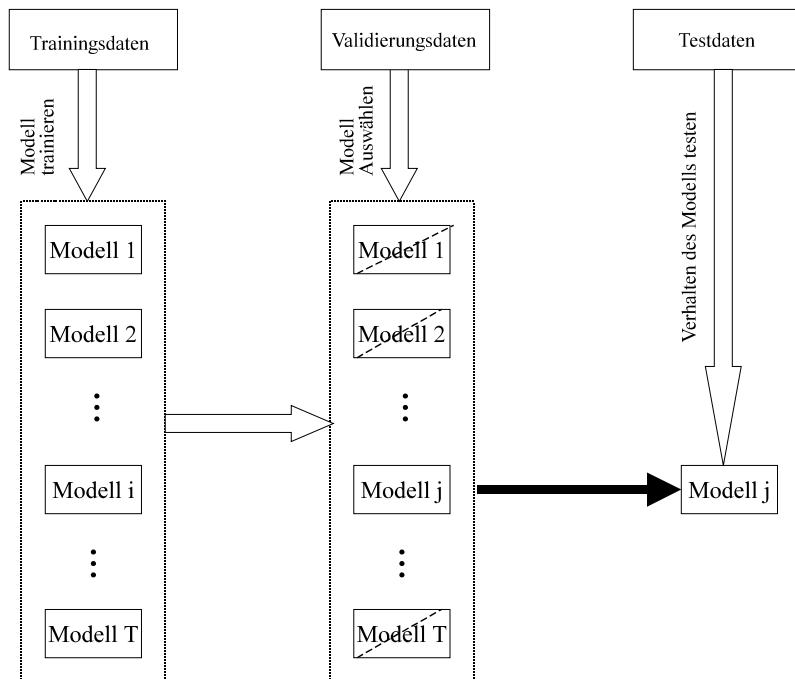 Trainingsdaten
Validierungsdaten
Testdaten
Modell
trainieren
Modell
Auswählen
Verhalten des Modells testen
Modell 1
Modell 2
Modell i
Modell T
Modell 1
Modell 2
Modell j
Modell T
Modell j